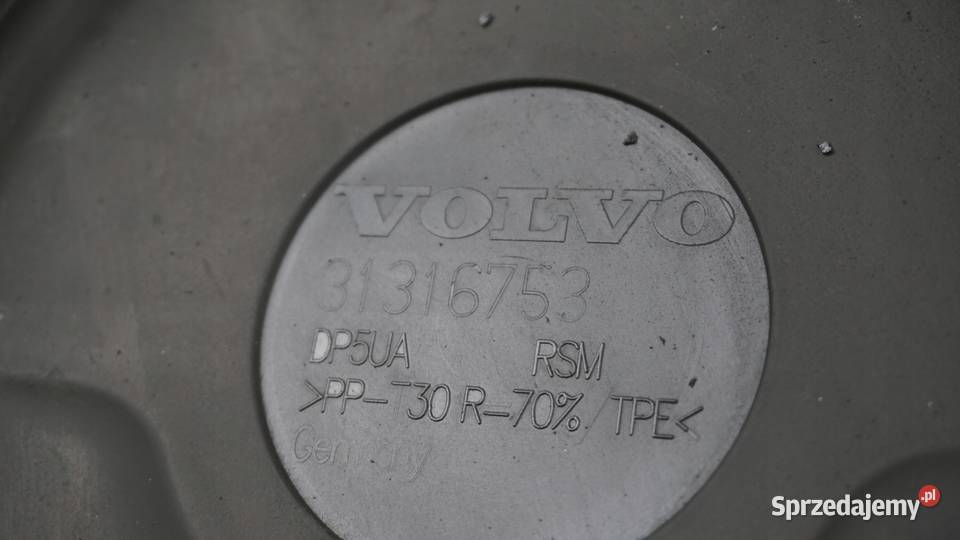 VOLVO
31316753
DP5UA RSM
>PP-T30 R-70% TPE<
Germany
Sprzedajemy.pl